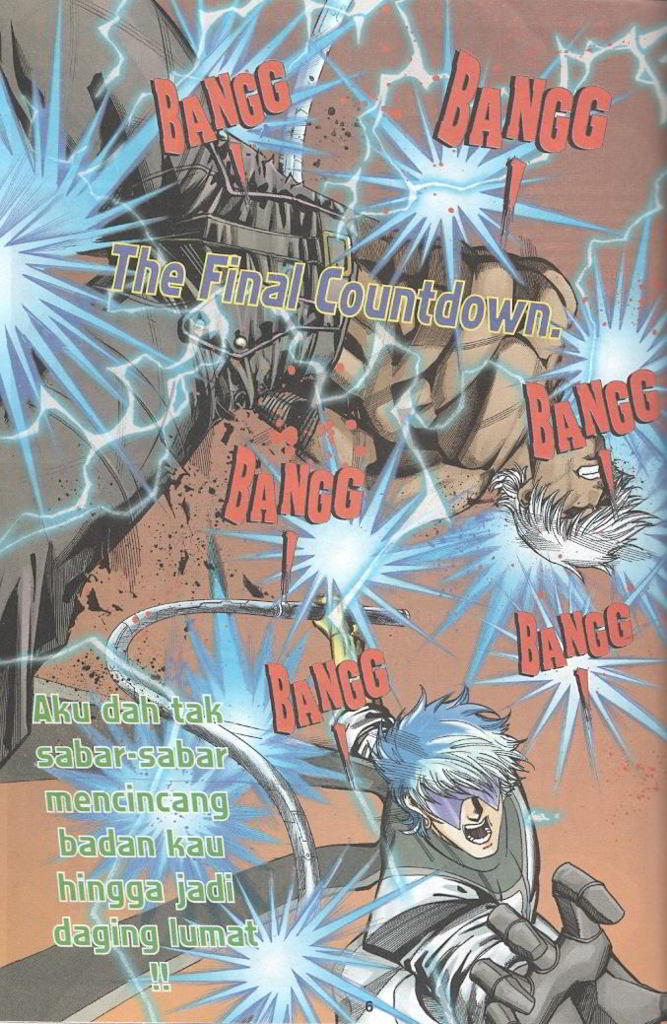 BANGG!
BANGG!
The Final Countdown.
BANGG!
BANGG!
BANGG!
BANGG!
Aku dah tak
sabar-sabar
mencincang
badan kau
hingga jadi
daging lumat
!!
6